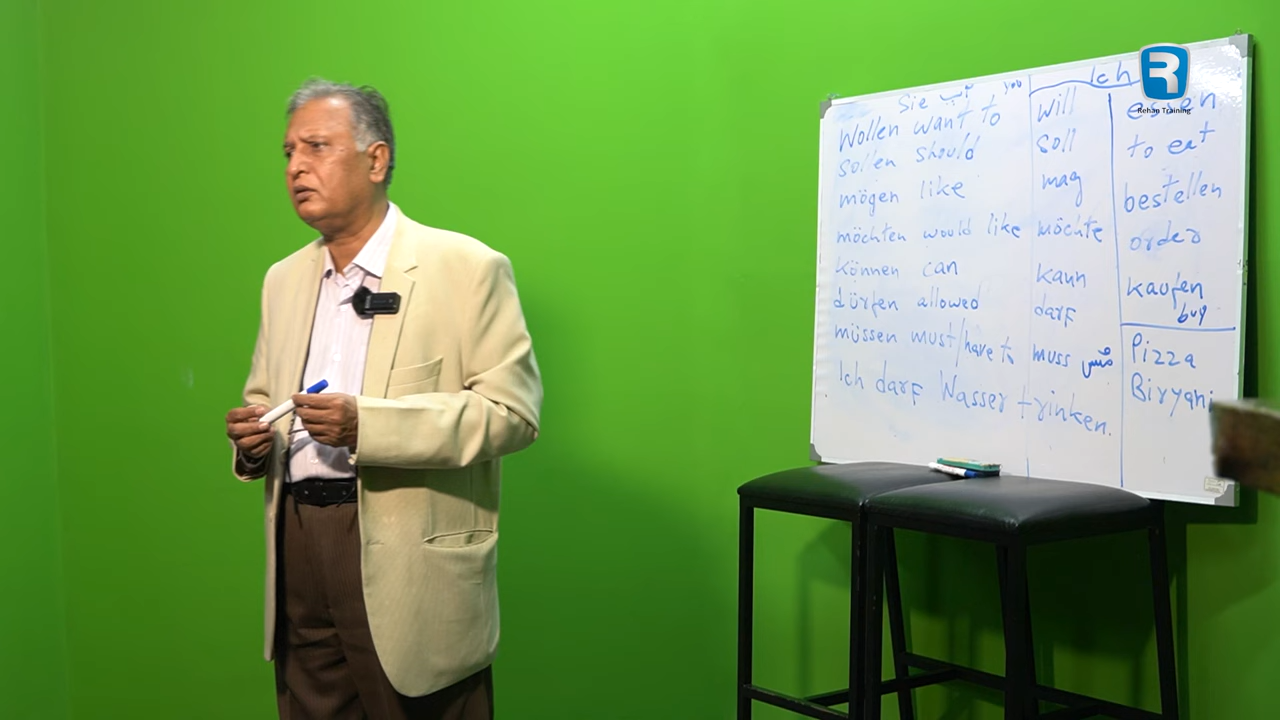 Sie آپ, you
Wollen want to
sollen should
mögen like
möchten would like
können can
dürfen allowed
müssen must/have to
Ich darf Wasser trinken.
Ich
will
soll
mag
möchte
kann
darf
muss مُس
essen
to eat
bestellen
order
kaufen
buy
Pizza
Biryani
R
Rehan Training